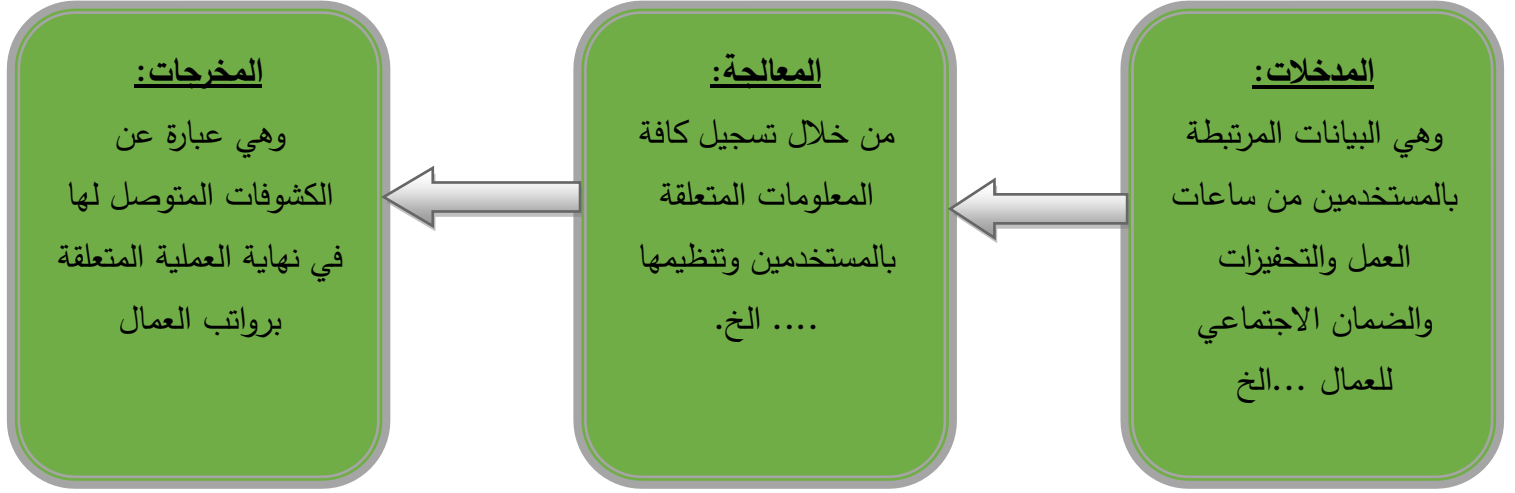 المدخلات:
وهي البيانات المرتبطة
بالمستخدمين من ساعات
العمل والتحفيزات
والضمان الاجتماعي
للعمال ...الخ
المعالجة:
من خلال تسجيل كافة
المعلومات المتعلقة
بالمستخدمين وتنظيمها
.... الخ.
المخرجات:
وهي عبارة عن
الكشوفات المتوصل لها
في نهاية العملية المتعلقة
برواتب العمال